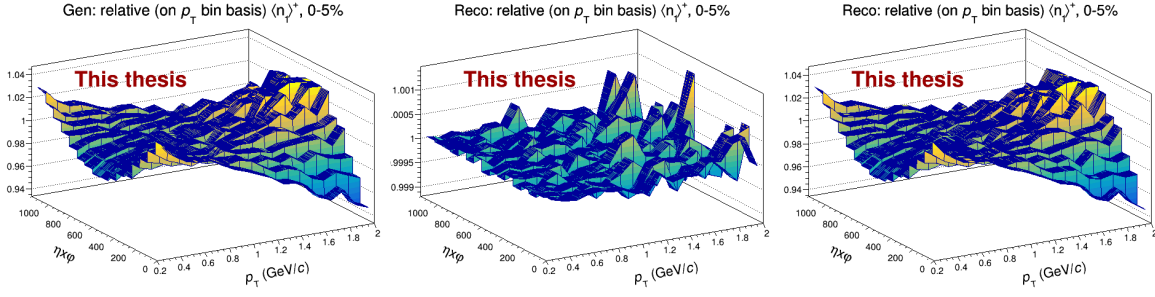 Gen: relative (on p_T bin basis) ⟨n_1⟩⁺, 0-5%
This thesis
1.04
1.02
1
0.98
0.96
0.94
1000
800
600
400
200
0
ηxφ
0.2 0.4 0.6 0.8 1 1.2 1.4 1.6 1.8 2
p_T (GeV/c)
Reco: relative (on p_T bin basis) ⟨n_1⟩⁺, 0-5%
This thesis
1.001
1.0005
1
0.9995
0.999
1000
800
600
400
200
0
ηxφ
0.2 0.4 0.6 0.8 1 1.2 1.4 1.6 1.8 2
p_T (GeV/c)
Reco: relative (on p_T bin basis) ⟨n_1⟩⁺, 0-5%
This thesis
1.04
1.02
1
0.98
0.96
0.94
1000
800
600
400
200
0
ηxφ
0.2 0.4 0.6 0.8 1 1.2 1.4 1.6 1.8 2
p_T (GeV/c)